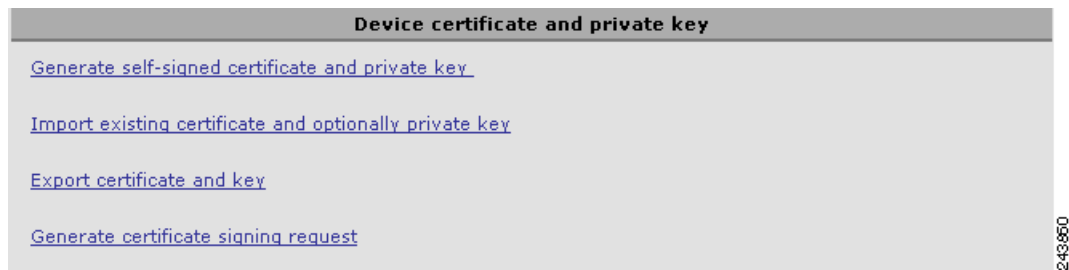 Device certificate and private key
Generate self-signed certificate and private key
Import existing certificate and optionally private key
Export certificate and key
Generate certificate signing request
243860